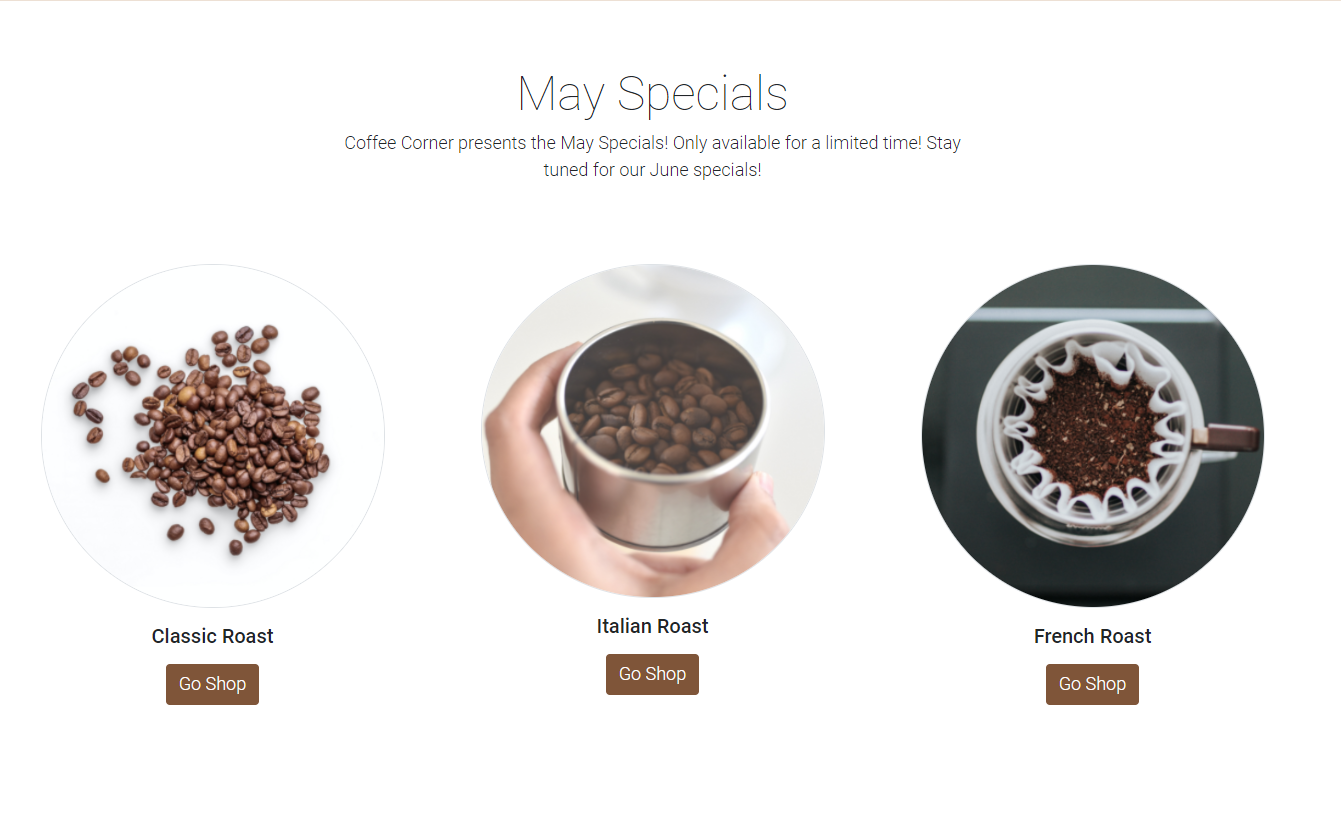 May Specials
Coffee Corner presents the May Specials! Only available for a limited time! Stay
tuned for our June specials!
Classic Roast
Italian Roast
French Roast
Go Shop
Go Shop
Go Shop